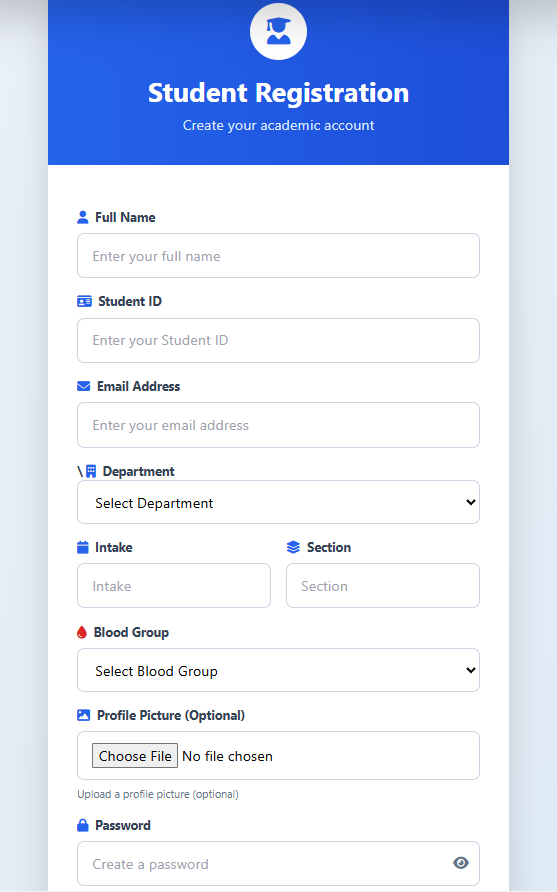 Student Registration
Create your academic account
Full Name
Enter your full name
Student ID
Enter your Student ID
Email Address
Enter your email address
\ Department
Select Department
Intake Section
Intake Section
Blood Group
Select Blood Group
Profile Picture (Optional)
Choose File No file chosen
Upload a profile picture (optional)
Password
Create a password